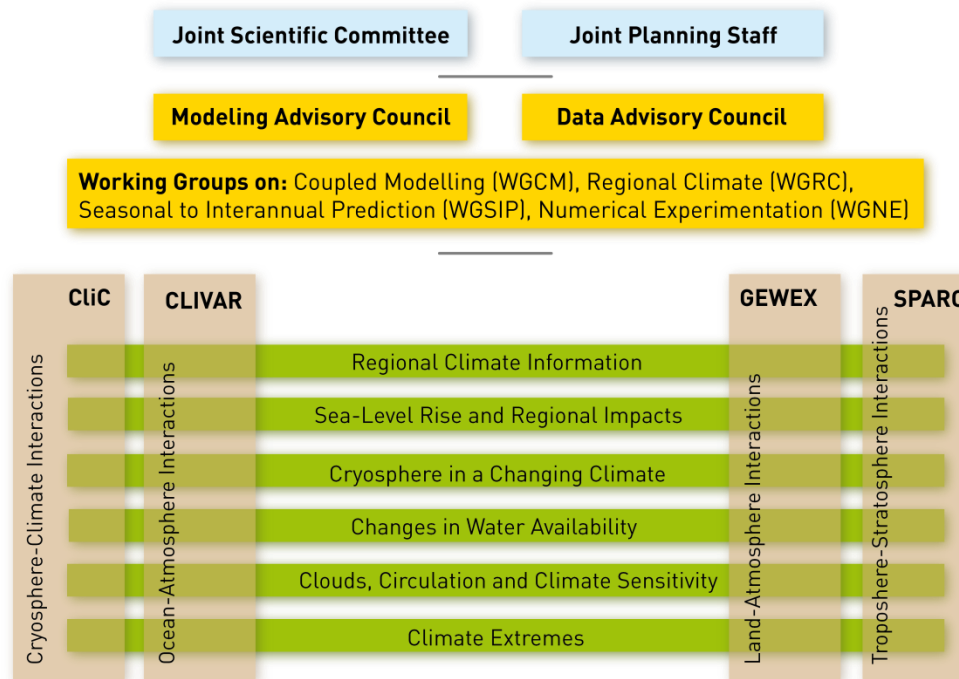 Joint Scientific Committee
Joint Planning Staff
Modeling Advisory Council
Data Advisory Council
Working Groups on: Coupled Modelling (WGCM), Regional Climate (WGRC),
Seasonal to Interannual Prediction (WGSIP), Numerical Experimentation (WGNE)
CliC
CLIVAR
GEWEX
SPARC
Cryosphere-Climate Interactions
Ocean-Atmosphere Interactions
Regional Climate Information
Sea-Level Rise and Regional Impacts
Cryosphere in a Changing Climate
Changes in Water Availability
Clouds, Circulation and Climate Sensitivity
Climate Extremes
Land-Atmosphere Interactions
Troposhere-Stratosphere Interactions